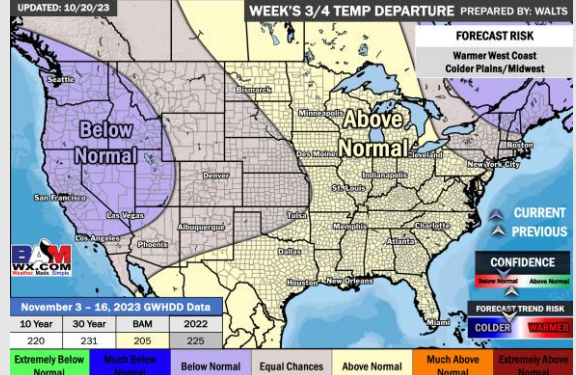 UPDATED: 10/20/23
WEEK'S 3/4 TEMP DEPARTURE PREPARED BY: WALTS
FORECAST RISK
Warmer West Coast
Colder Plains/Midwest
Seattle
Bismarck
Minneapolis
Below
Normal
Above
Normal
Boston
Des Moines
Cleveland
New York City
Denver
Indianapolis
St. Louis
San Francisco
Las Vegas
Tulsa
Los Angeles
Albuquerque
Memphis
Charlotte
Phoenix
Atlanta
Dallas
Houston
New Orleans
Miami
CURRENT
PREVIOUS
BAM
WX.COM
Weather. Made. Simple.
CONFIDENCE
Below Normal Above Normal
FORECAST TREND RISK
COLDER WARMER
November 3 – 16, 2023 GWHDD Data
10 Year 30 Year BAM 2022
220 231 205 225
Extremely Below Normal
Much Below Normal
Below Normal
Equal Chances
Above Normal
Much Above Normal
Extremely Above Normal